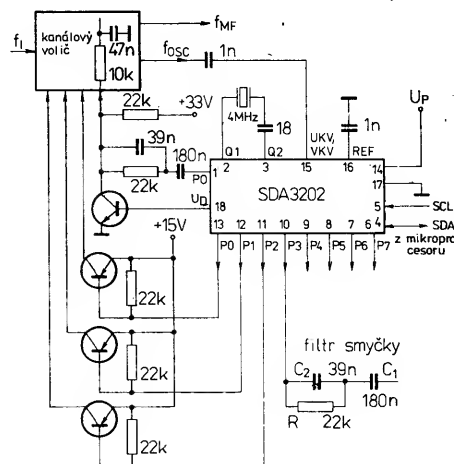 kanálový
volič
f_I
47n
10k
f_MF
f_osc
1n
22k
+33V
39n
22k
180n
4MHz
18
UKV/
VKV
1n
REF
U_P
PD
1
Q1
2
Q2
3
15
16
14
17
SDA3202
U_D
18
5
SCL
4
SDA
z mikropro
cesoru
13 12 11 10 9 8 7 6
P0 P1 P2 P3 P4 P5 P6 P7
+15V
22k
22k
22k
filtr smyčky
C2
39n
C1
180n
R
22k